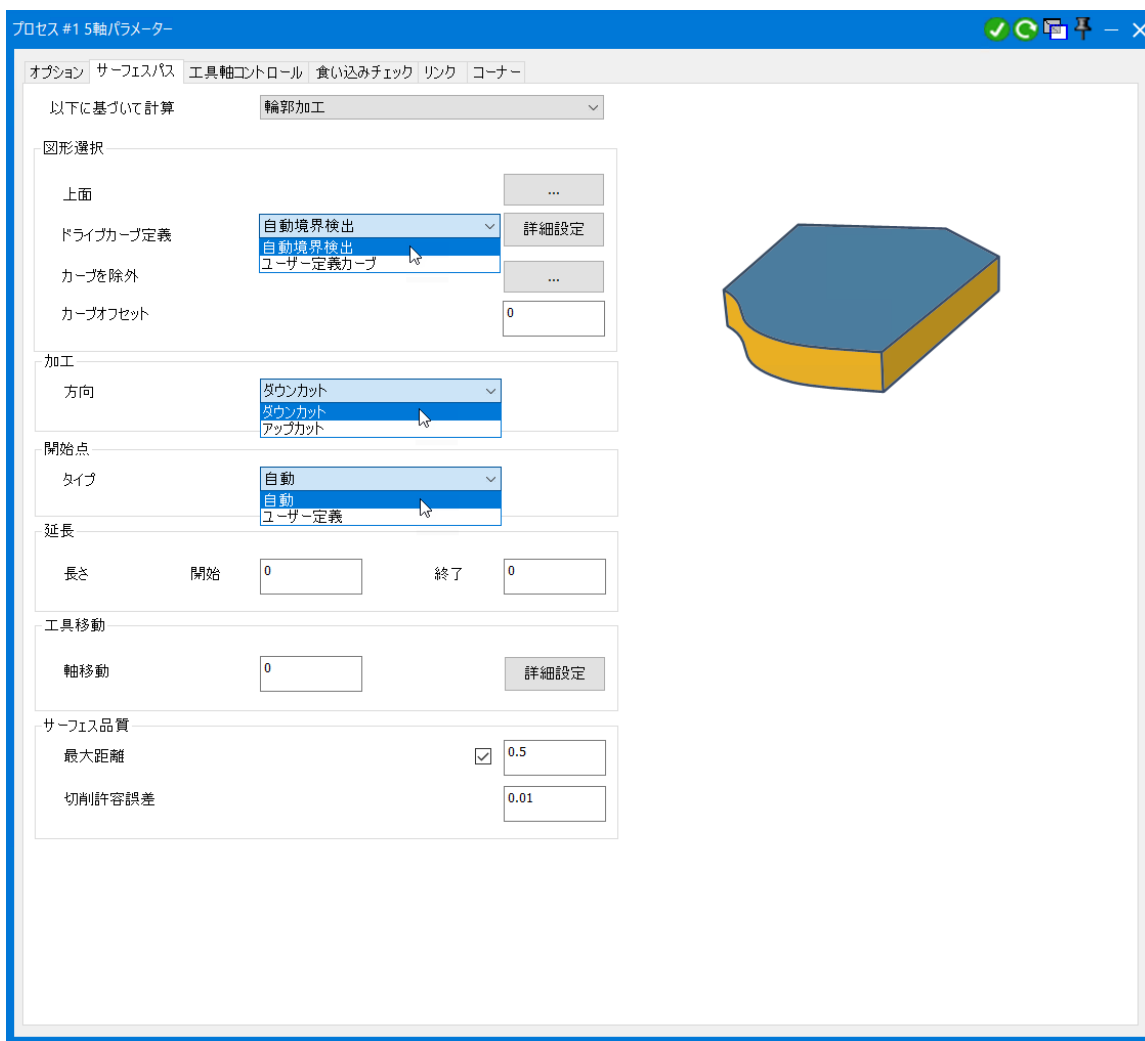 プロセス #1 5軸パラメーター
オプション サーフェスパス 工具軸コントロール 食い込みチェック リンク コーナー
以下に基づいて計算 輪郭加工
図形選択
上面 ...
ドライブカーブ定義 自動境界検出 詳細設定
自動境界検出
ユーザー定義カーブ
カーブを除外 ...
カーブオフセット 0
加工
方向 ダウンカット
ダウンカット
アップカット
開始点
タイプ 自動
自動
ユーザー定義
延長
長さ 開始 0 終了 0
工具移動
軸移動 0 詳細設定
サーフェス品質
最大距離 0.5
切削許容誤差 0.01